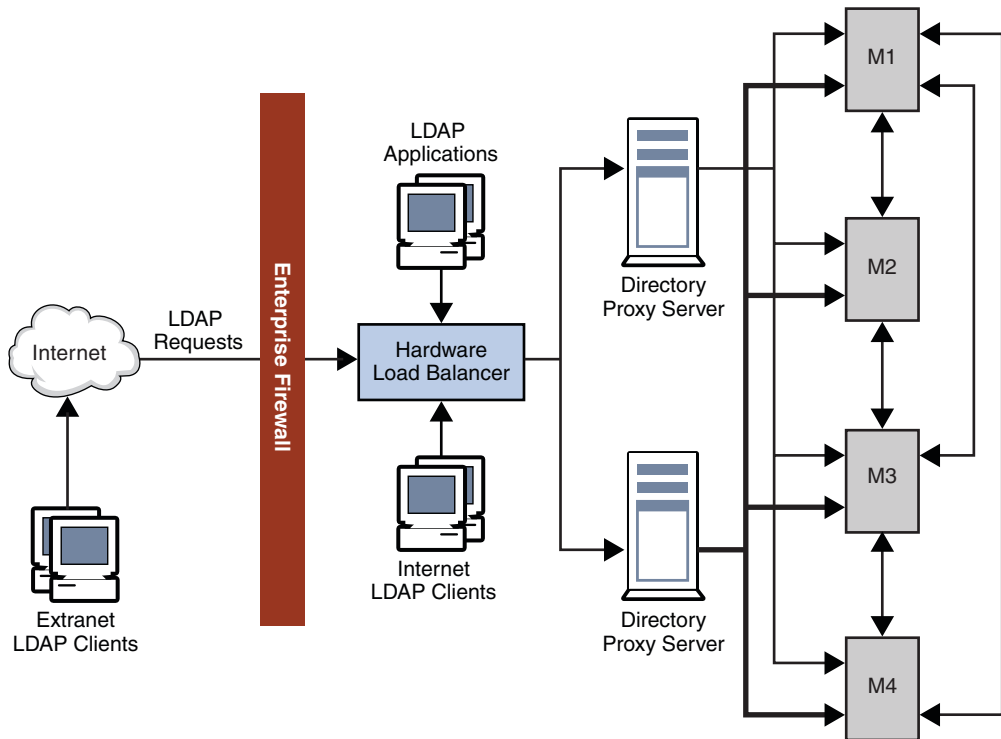 LDAP
Applications
M1
M2
Directory
Proxy Server
Enterprise Firewall
LDAP
Requests
Internet
Hardware
Load Balancer
M3
Internet
LDAP Clients
Extranet
LDAP Clients
Directory
Proxy Server
M4